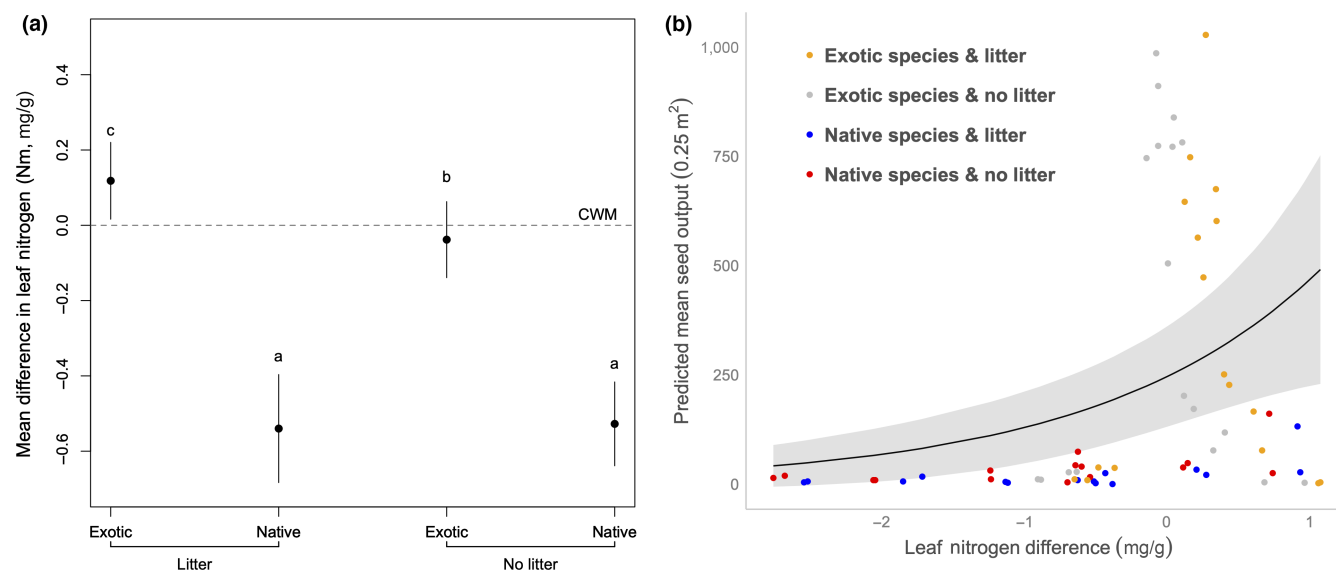 (a)
Mean difference in leaf nitrogen (Nm, mg/g)
0.4
0.2
0.0
−0.2
−0.4
−0.6
c
a
b
a
CWM
Exotic
Native
Exotic
Native
Litter
No litter
(b)
Predicted mean seed output (0.25 m²)
1,000
750
500
250
0
Exotic species & litter
Exotic species & no litter
Native species & litter
Native species & no litter
−2
−1
0
1
Leaf nitrogen difference (mg/g)